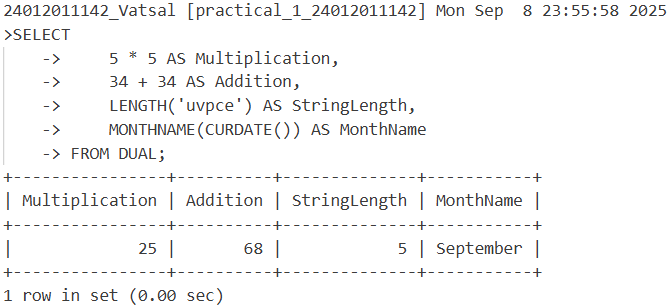 24012011142_Vatsal [practical_1_24012011142] Mon Sep  8 23:55:58 2025
>SELECT
    ->     5 * 5 AS Multiplication,
    ->     34 + 34 AS Addition,
    ->     LENGTH('uvpce') AS StringLength,
    ->     MONTHNAME(CURDATE()) AS MonthName
    -> FROM DUAL;
+----------------+----------+--------------+-----------+
| Multiplication | Addition | StringLength | MonthName |
+----------------+----------+--------------+-----------+
|             25 |       68 |            5 | September |
+----------------+----------+--------------+-----------+
1 row in set (0.00 sec)